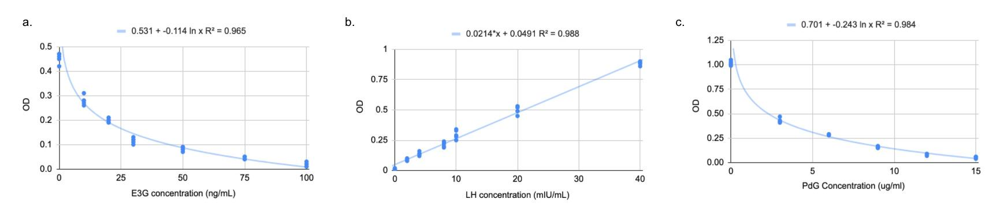 a.
0.531 + -0.114 ln x R² = 0.965
0.5
0.4
0.3
0.2
0.1
0.0
OD
0
25
50
75
100
E3G concentration (ng/mL)
b.
0.0214*x + 0.0491 R² = 0.988
1
0.75
0.5
0.25
0
OD
0
10
20
30
40
LH concentration (mIU/mL)
c.
0.701 + -0.243 ln x R² = 0.984
1.25
1.00
0.75
0.50
0.25
0.00
OD
0
5
10
15
PdG Concentration (ug/ml)